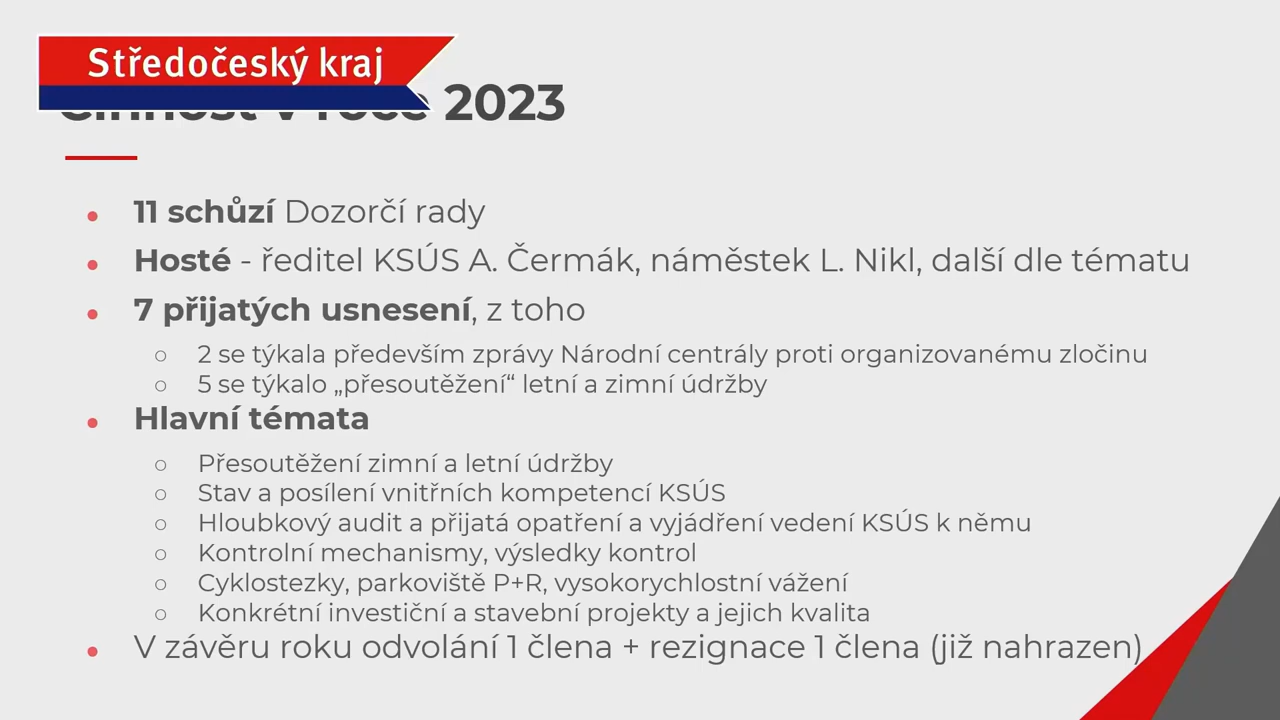 Středočeský kraj
Činnost v roce 2023
11 schůzí Dozorčí rady
Hosté - ředitel KSÚS A. Čermák, náměstek L. Nikl, další dle tématu
7 přijatých usnesení, z toho
2 se týkala především zprávy Národní centrály proti organizovanému zločinu
5 se týkalo „přesoutěžení“ letní a zimní údržby
Hlavní témata
Přesoutěžení zimní a letní údržby
Stav a posílení vnitřních kompetencí KSÚS
Hloubkový audit a přijatá opatření a vyjádření vedení KSÚS k němu
Kontrolní mechanismy, výsledky kontrol
Cyklostezky, parkoviště P+R, vysokorychlostní vážení
Konkrétní investiční a stavební projekty a jejich kvalita
V závěru roku odvolání 1 člena + rezignace 1 člena (již nahrazen)